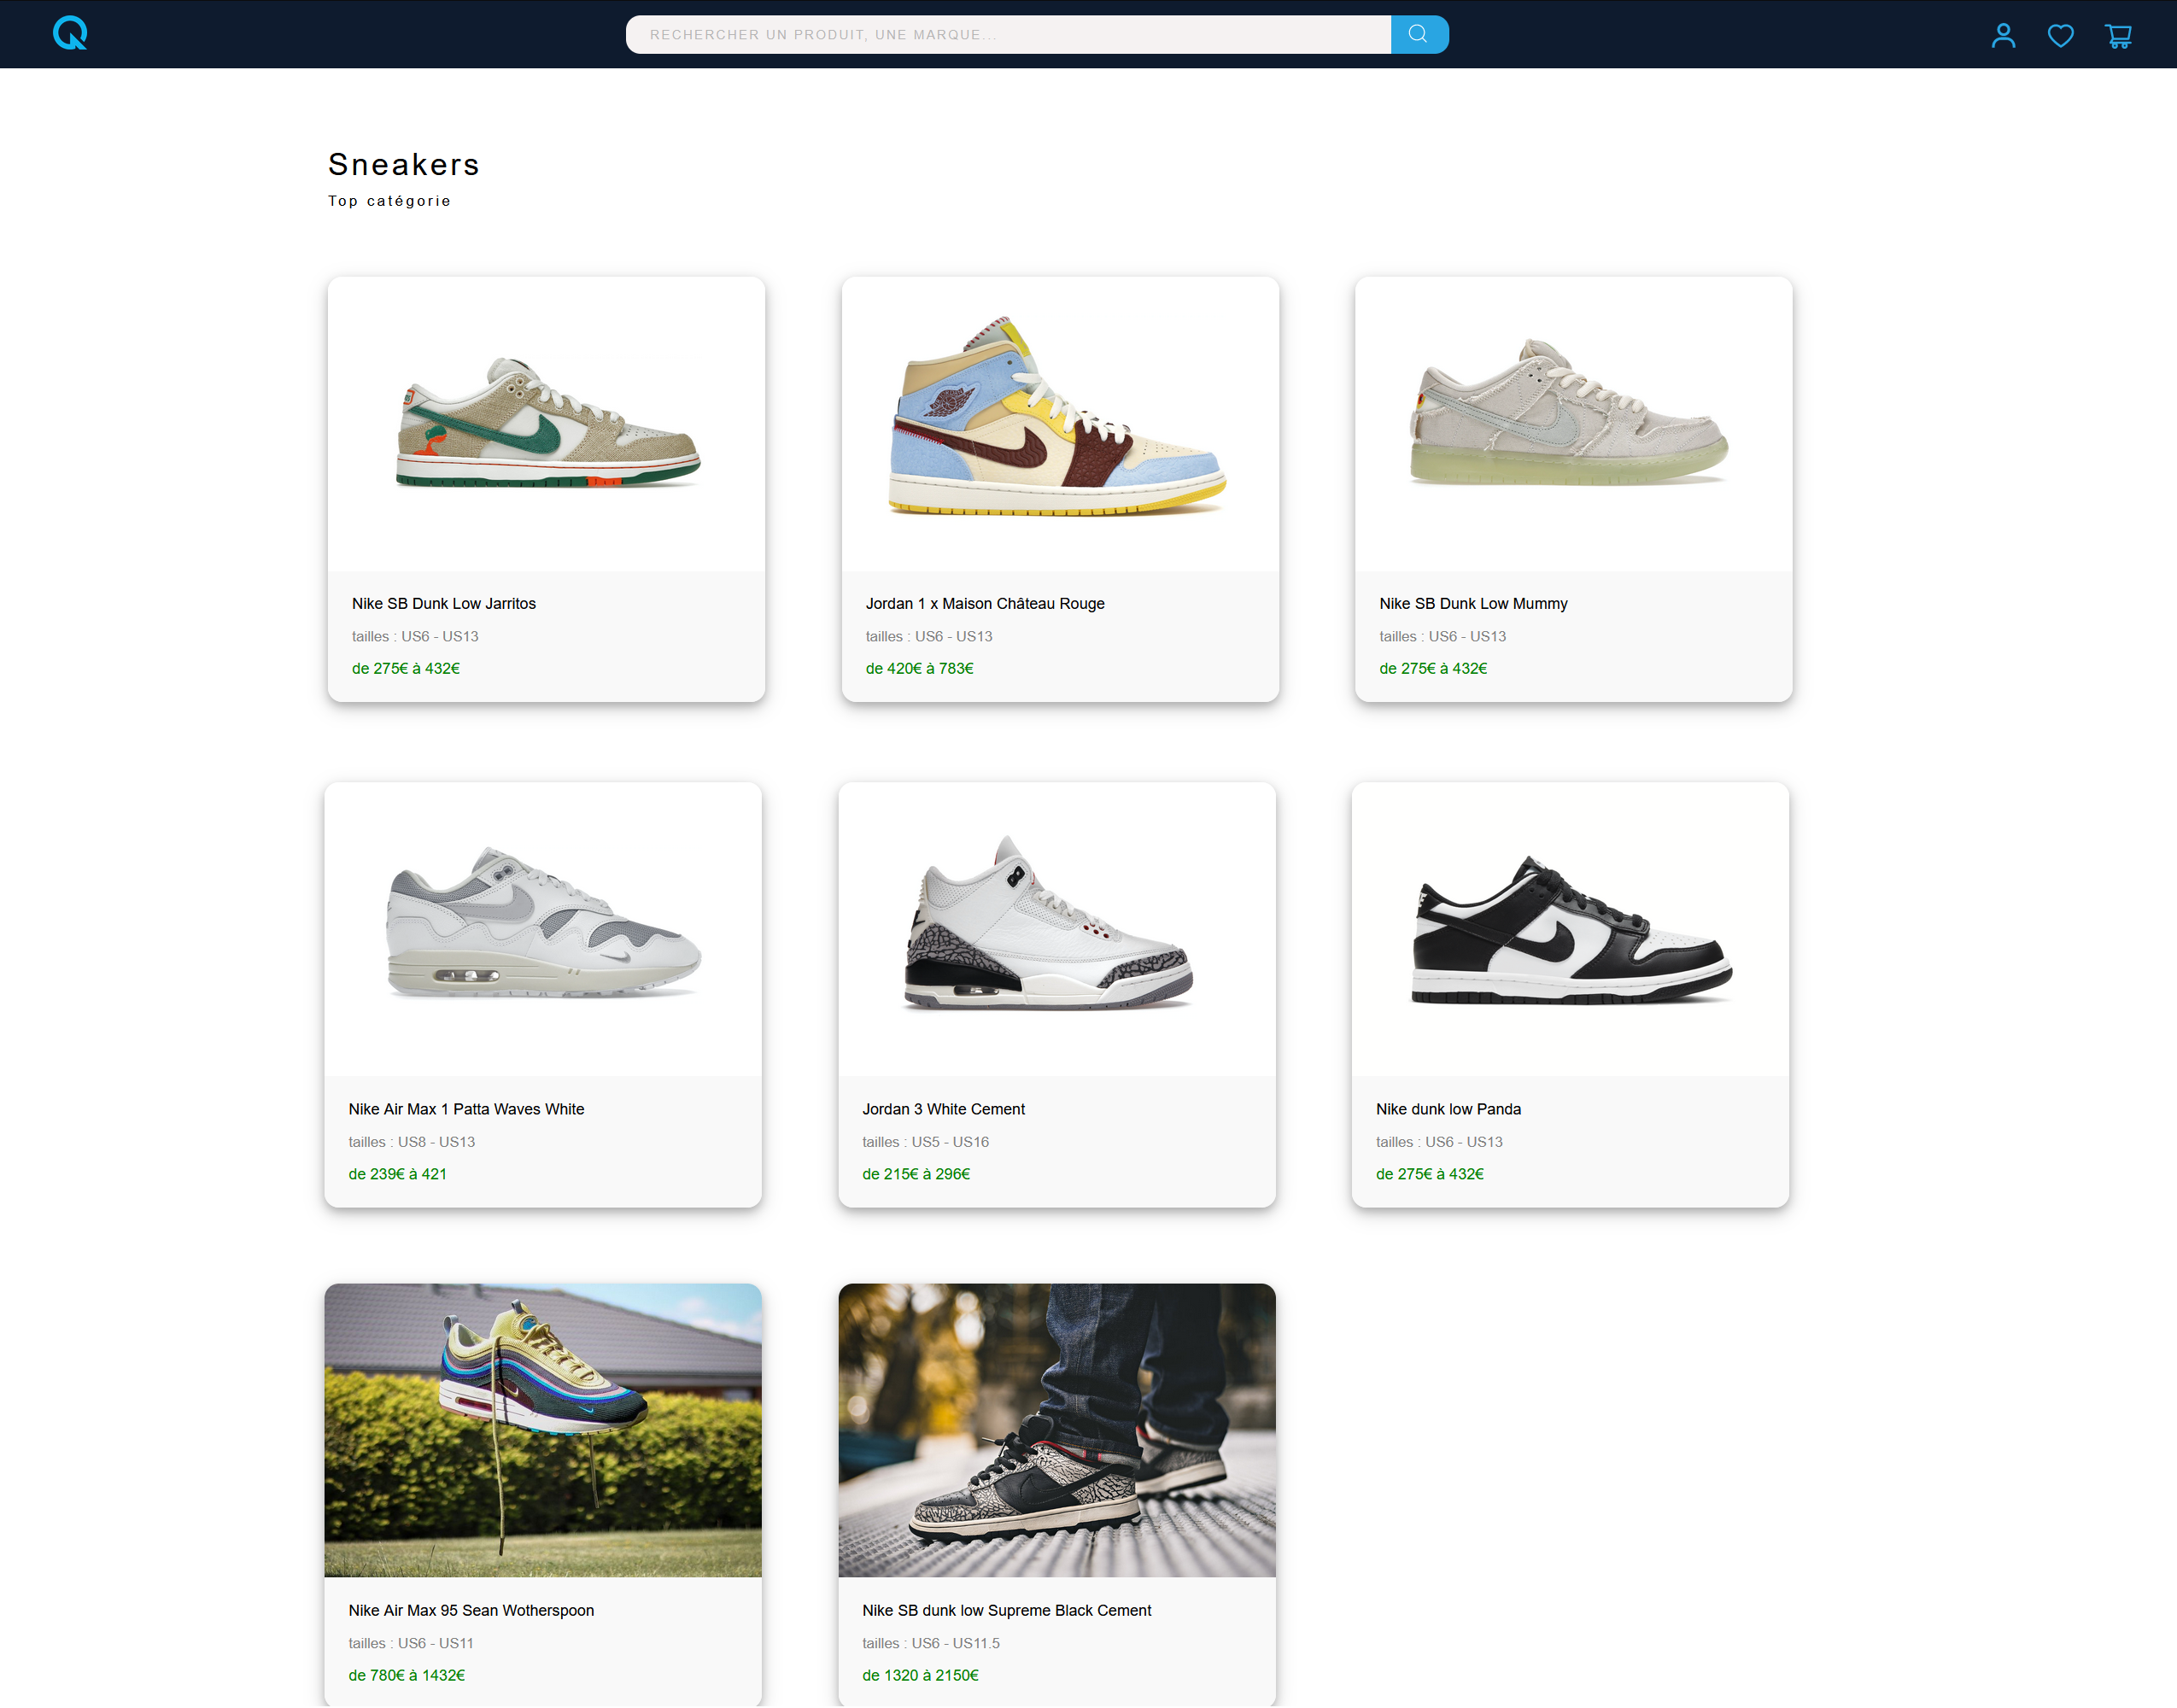 RECHERCHER UN PRODUIT, UNE MARQUE...
Sneakers
Top catégorie
Nike SB Dunk Low Jarritos
tailles : US6 - US13
de 275€ à 432€
Jordan 1 x Maison Château Rouge
tailles : US6 - US13
de 420€ à 783€
Nike SB Dunk Low Mummy
tailles : US6 - US13
de 275€ à 432€
Nike Air Max 1 Patta Waves White
tailles : US8 - US13
de 239€ à 421
Jordan 3 White Cement
tailles : US5 - US16
de 215€ à 296€
Nike dunk low Panda
tailles : US6 - US13
de 275€ à 432€
Nike Air Max 95 Sean Wotherspoon
tailles : US6 - US11
de 780€ à 1432€
Nike SB dunk low Supreme Black Cement
tailles : US6 - US11.5
de 1320 à 2150€